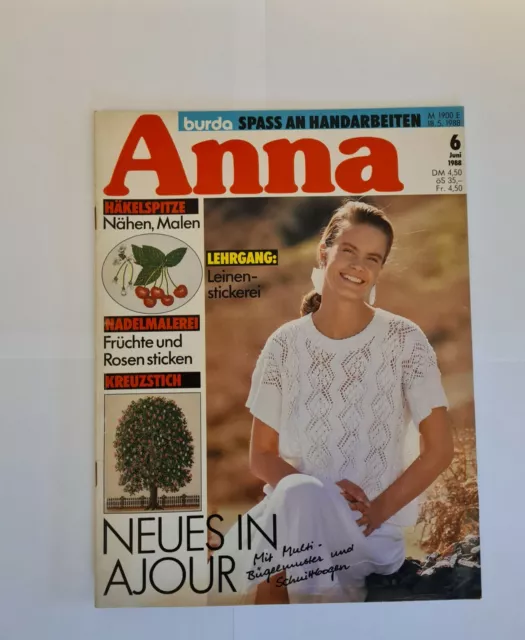 burda SPASS AN HANDARBEITEN
M 1900 E
18. 5. 1988
Anna
6
Juni
1988
DM 4,50
öS 35,–
Fr. 4,50
HÄKELSPITZE
Nähen, Malen
LEHRGANG:
Leinen-
stickerei
NADELMALEREI
Früchte und
Rosen sticken
KREUZSTICH
NEUES IN
AJOUR
Mit Multi-
Bügelmuster und
Schnittbogen